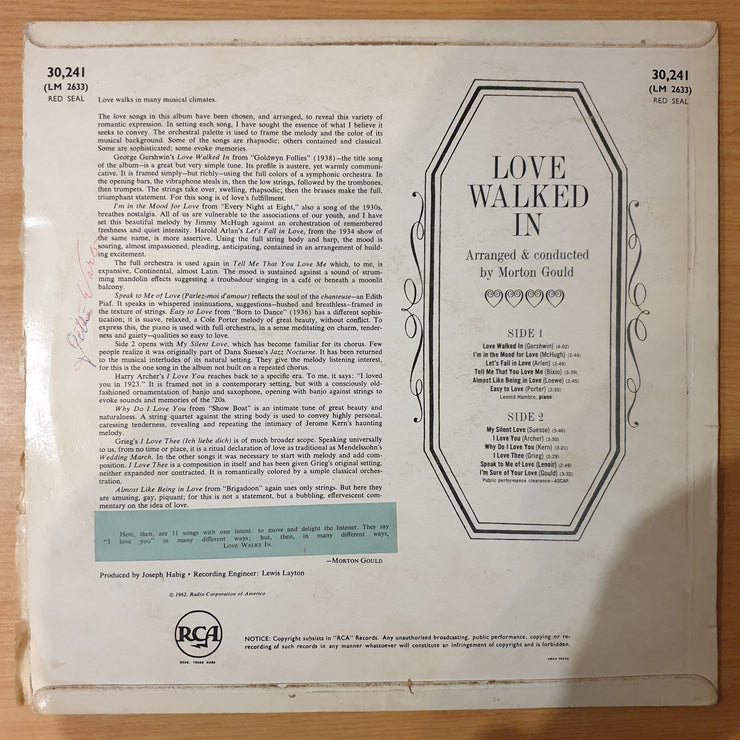 30,241
(LM 2633)
RED SEAL
30,241
(LM 2633)
RED SEAL
Love walks in many musical climates.
The love songs in this album have been chosen, and arranged, to reveal this variety of
romantic expression. In setting each song, I have sought the essence of what I believe it
seeks to convey. The orchestral palette is used to frame the melody and the color of its
musical background. Some of the songs are rhapsodic; others contained and classical.
Some are sophisticated; some evoke memories.
George Gershwin's Love Walked In from "Goldwyn Follies" (1938)—the title song
of the album—is a great but very simple tune. Its profile is austere, yet warmly communi-
cative. It is framed simply—but richly—using the full colors of a symphonic orchestra. In
the opening bars, the vibraphone steals in, then the low strings, followed by the trombones,
then trumpets. The strings take over, swelling, rhapsodic; then the brasses make the full,
triumphant statement. For this song is of love's fulfillment.
I'm in the Mood for Love from "Every Night at Eight," also a song of the 1930s,
breathes nostalgia. All of us are vulnerable to the associations of our youth, and I have
set this beautiful melody by Jimmy McHugh against an orchestration of remembered
freshness and quiet intensity. Harold Arlan's Let's Fall in Love, from the 1934 show of
the same name, is more assertive. Using the full string body and harp, the mood is
soaring, almost impassioned, pleading, anticipating, contained in an arrangement of build-
ing excitement.
The full orchestra is used again in Tell Me That You Love Me which, to me, is
expansive, Continental, almost Latin. The mood is sustained against a sound of strum-
ming mandolin effects suggesting a troubadour singing in a café or beneath a moonlit
balcony.
Speak to Me of Love (Parlez-moi d'amour) reflects the soul of the chanteuse—an Edith
Piaf. It speaks in whispered insinuations, suggestions—hushed and breathless—framed in
the texture of strings. Easy to Love from "Born to Dance" (1936) has a different sophis-
tication; it is suave, relaxed, a Cole Porter melody of great beauty, without conflict. To
express this, the piano is used with full orchestra, in a sense meditating on charm, tender-
ness and gaiety—qualities so easy to love.
Side 2 opens with My Silent Love, which has become familiar for its chorus. Few
people realize it was originally part of Dana Suesse's Jazz Nocturne. It has been returned
to the musical interludes of its natural setting. They give the melody listening interest,
for this is the one song in the album not built on a repeated chorus.
Harry Archer's I Love You reaches back to a specific era. To me, it says: "I loved
you in 1923." It is framed not in a contemporary setting, but with a consciously old-
fashioned ornamentation of banjo and saxophone, opening with banjo against strings to
evoke sounds and memories of the '20s.
Why Do I Love You from "Show Boat" is an intimate tune of great beauty and
naturalness. A string quartet against the string body is used to convey highly personal,
caressing tenderness, revealing and repeating the intimacy of Jerome Kern's haunting
melody.
Grieg's I Love Thee (Ich liebe dich) is of much broader scope. Speaking universally
to us, from no time or place, it is a ritual declaration of love as traditional as Mendelssohn's
Wedding March. In the other songs it was necessary to start with melody and add com-
position. I Love Thee is a composition in itself and has been given Grieg's original setting,
neither expanded nor contracted. It is romantically colored by a simple classical orches-
tration.
Almost Like Being in Love from "Brigadoon" again uses only strings. But here they
are amusing, gay, piquant; for this is not a statement, but a bubbling, effervescent com-
mentary on the idea of love.
Here, then, are 11 songs with one intent: to move and delight the listener. They say
"I love you" in many different ways; but, then, in many different ways,
LOVE WALKS IN.
—MORTON GOULD
Produced by Joseph Habig • Recording Engineer: Lewis Layton
© 1962, Radio Corporation of America
RCA
REGD. TRADE MARK
LOVE
WALKED
IN
Arranged & conducted
by Morton Gould
SIDE 1
Love Walked In (Gershwin) (4:02)
I'm in the Mood for Love (McHugh) (2:44)
Let's Fall in Love (Arlen) (3:46)
Tell Me That You Love Me (Bixio) (3:39)
Almost Like Being in Love (Loewe) (2:45)
Easy to Love (Porter) (3:56)
Leonid Hambro, piano
SIDE 2
My Silent Love (Suesse) (3:46)
I Love You (Archer) (3:50)
Why Do I Love You (Kern) (3:21)
I Love Thee (Grieg) (2:29)
Speak to Me of Love (Lenoir) (2:49)
I'm Sure of Your Love (Gould) (3:32)
Public performance clearance—ASCAP.
NOTICE: Copyright subsists in "RCA" Records. Any unauthorised broadcasting, public performance, copying or re-
recording of such records in any manner whatsoever will constitute an infringement of copyright and is forbidden.